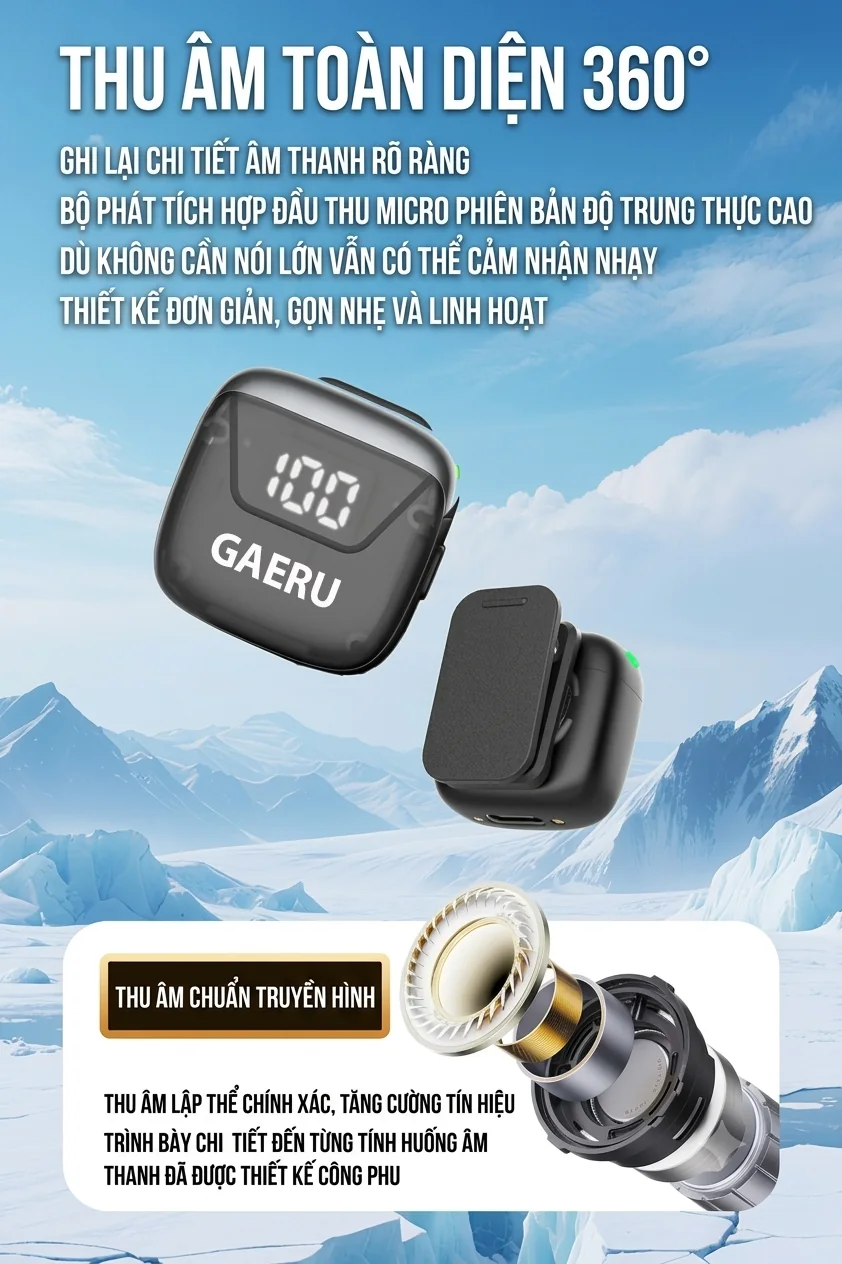 THU ÂM TOÀN DIỆN 360°
GHI LẠI CHI TIẾT ÂM THANH RÕ RÀNG
BỘ PHÁT TÍCH HỢP ĐẦU THU MICRO PHIÊN BẢN ĐỘ TRUNG THỰC CAO
DÙ KHÔNG CẦN NÓI LỚN VẪN CÓ THỂ CẢM NHẬN NHẠY
THIẾT KẾ ĐƠN GIẢN, GỌN NHẸ VÀ LINH HOẠT
100
GAERU
THU ÂM CHUẨN TRUYỀN HÌNH
THU ÂM LẬP THỂ CHÍNH XÁC, TĂNG CƯỜNG TÍN HIỆU
TRÌNH BÀY CHI TIẾT ĐẾN TỪNG TÍNH HUỐNG ÂM
THANH ĐÃ ĐƯỢC THIẾT KẾ CÔNG PHU